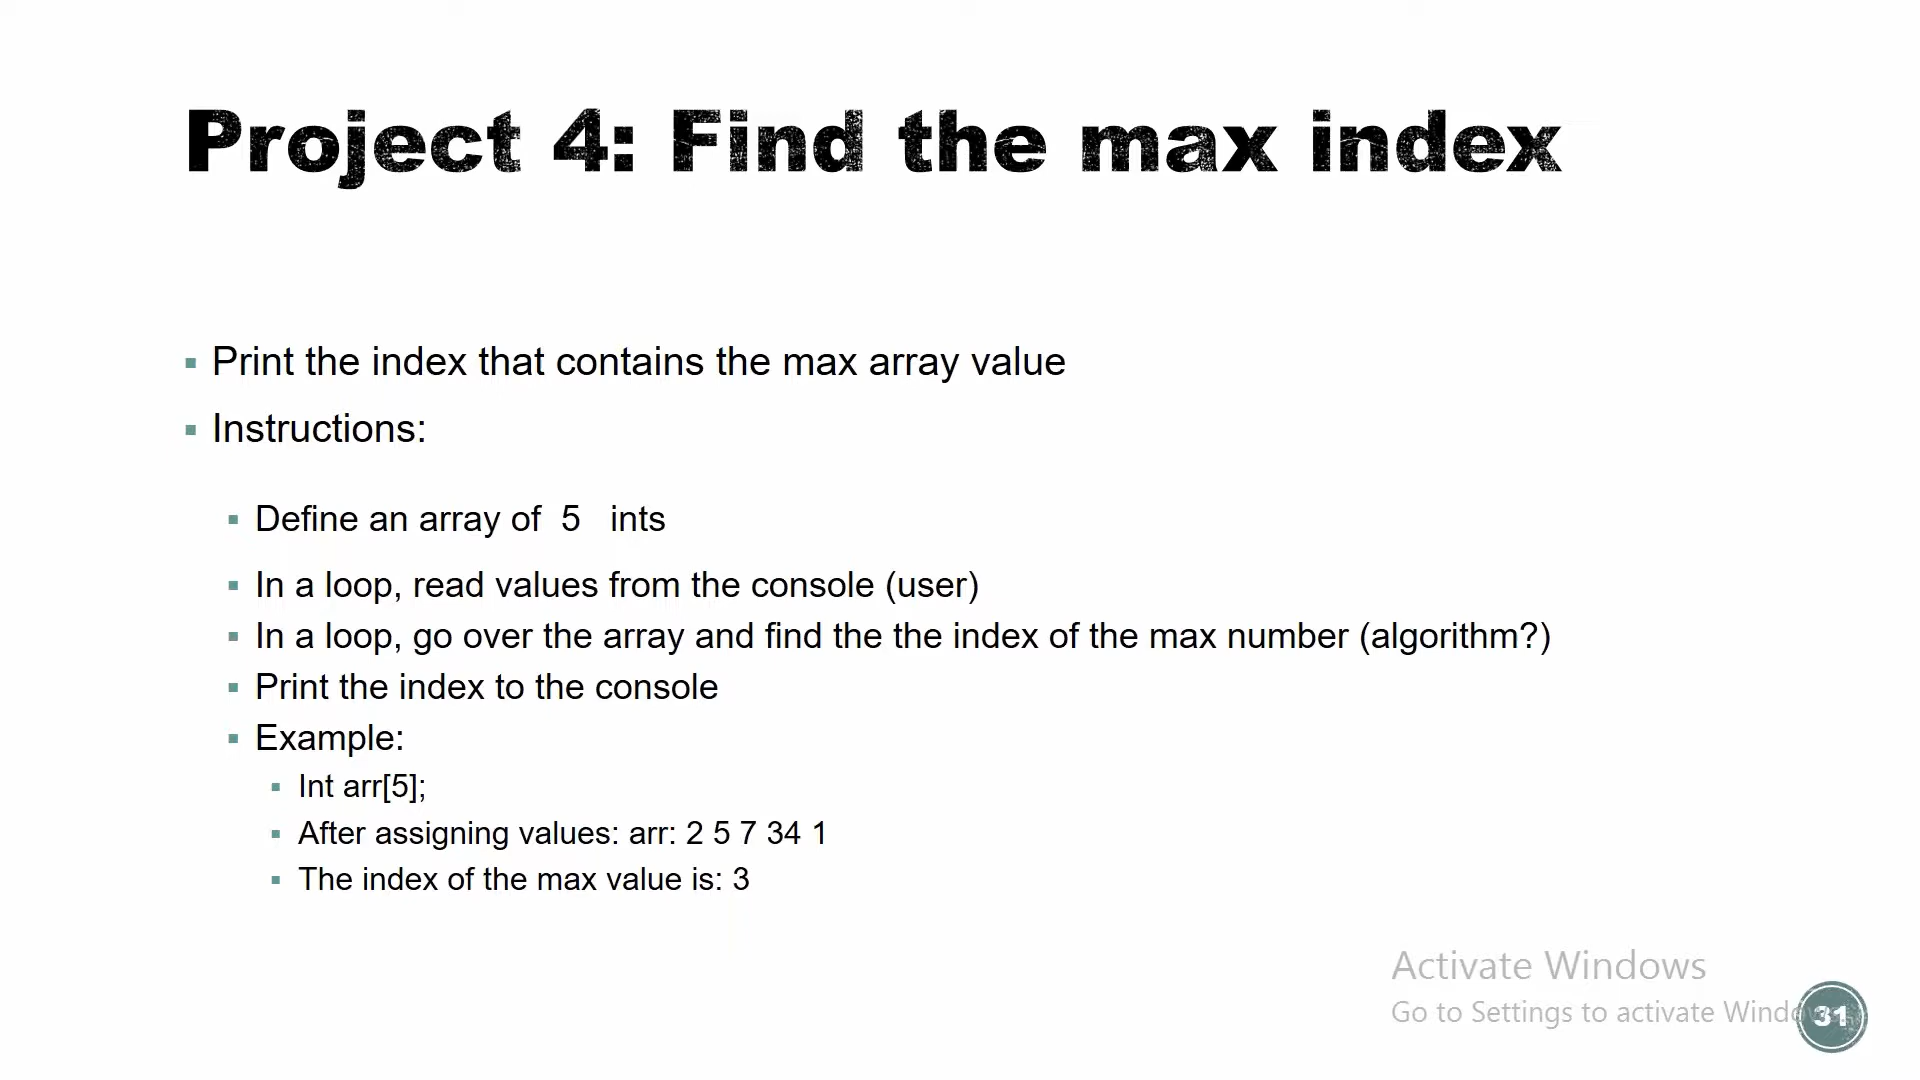 Project 4: Find the max index
Print the index that contains the max array value
Instructions:
Define an array of 5 ints
In a loop, read values from the console (user)
In a loop, go over the array and find the the index of the max number (algorithm?)
Print the index to the console
Example:
Int arr[5];
After assigning values: arr: 2 5 7 34 1
The index of the max value is: 3
Activate Windows
Go to Settings to activate
31